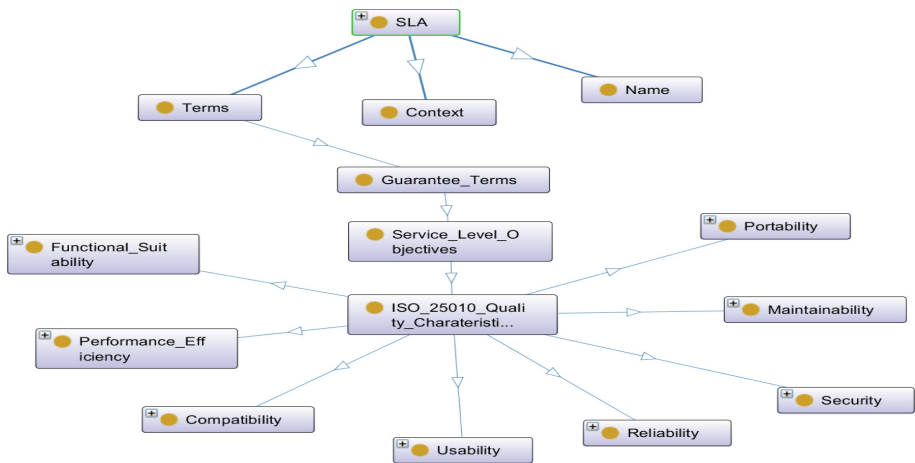 SLA
Name
Terms
Context
Guarantee_Terms
Service_Level_O
bjectives
Portability
Functional_Suit
ability
ISO_25010_Quali
ty_Charateristi...
Maintainability
Performance_Eff
iciency
Security
Compatibility
Reliability
Usability